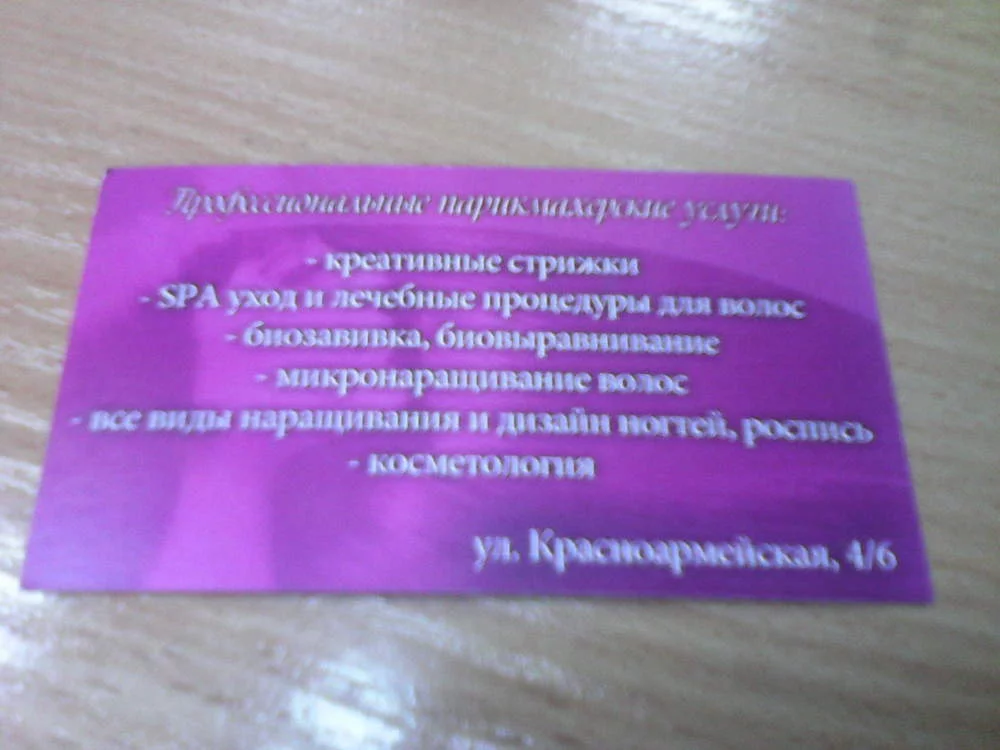 Профессиональные парикмахерские услуги:
- креативные стрижки
- SPA уход и лечебные процедуры для волос
- биозавивка, биовыравнивание
- микронаращивание волос
- все виды наращивания и дизайн ногтей, роспись
- косметология
ул. Красноармейская, 4/6